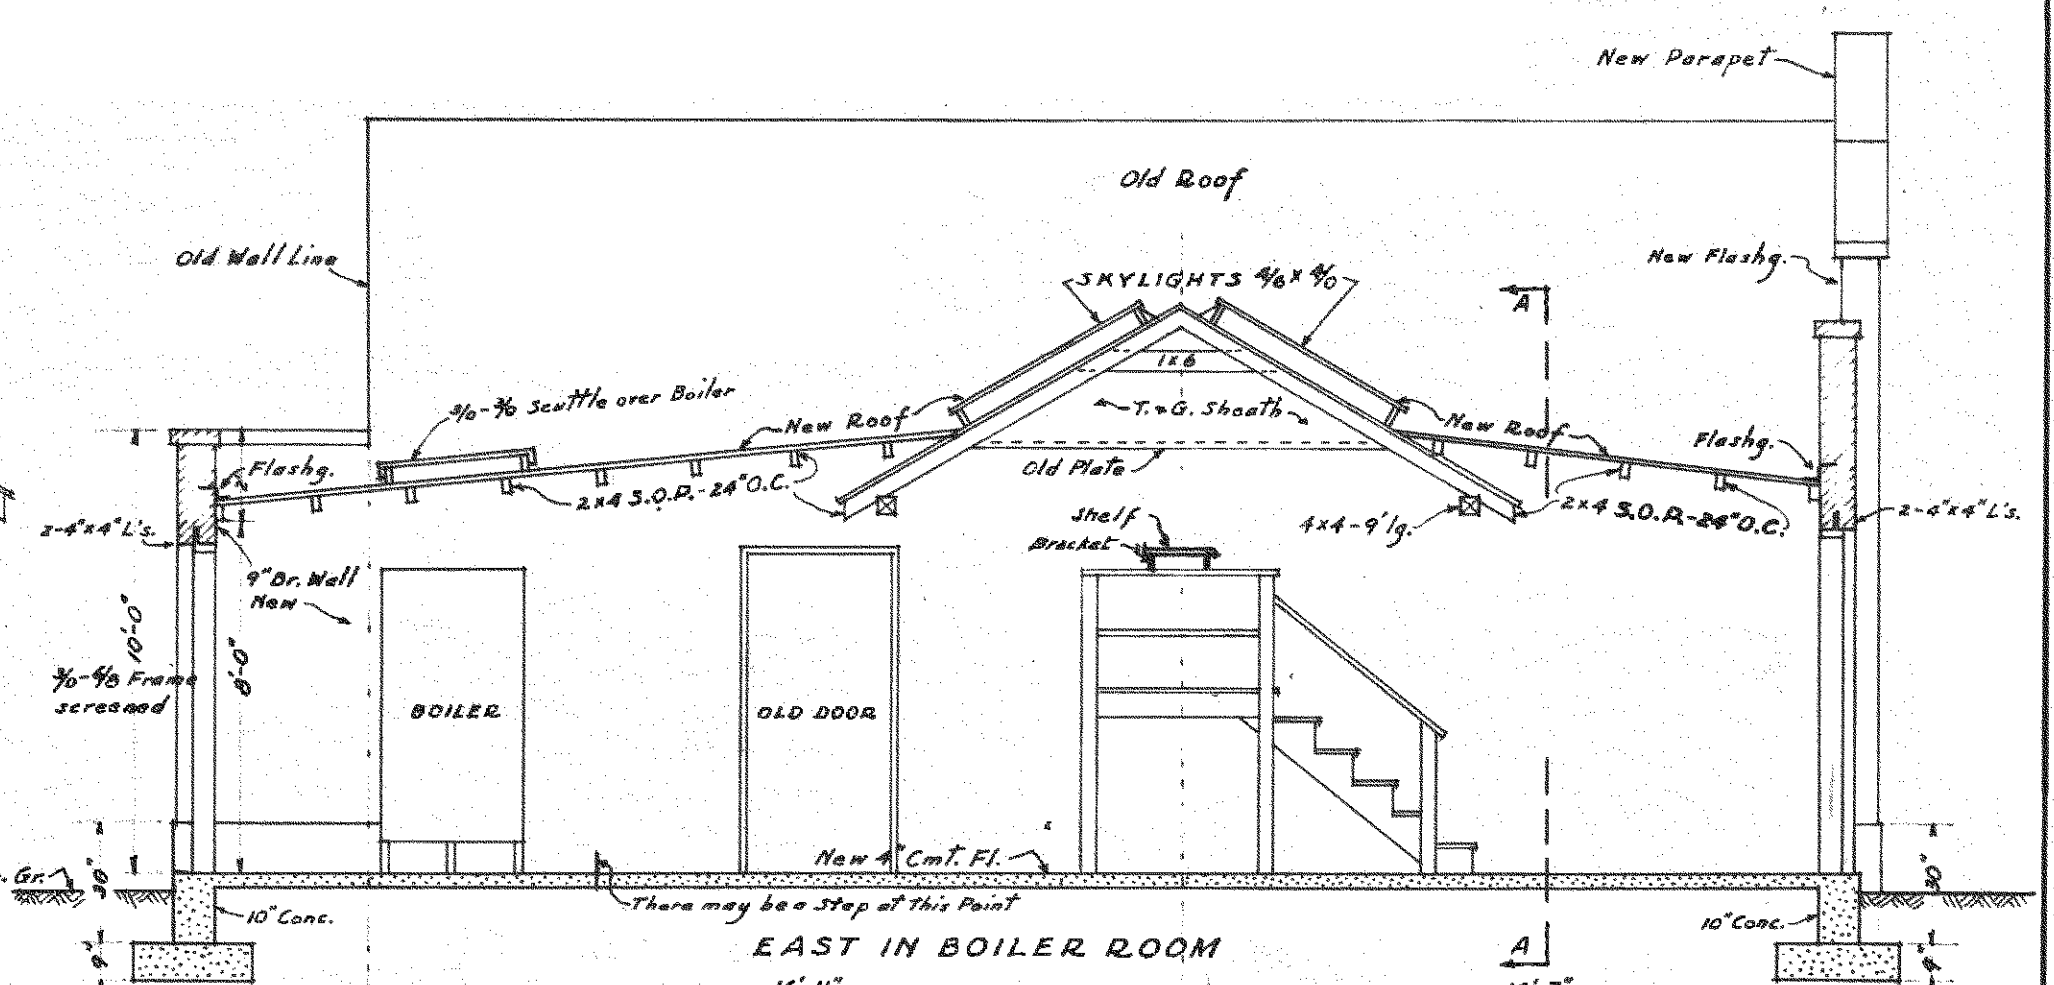 New Parapet
Old Roof
Old Wall Line
New Flashg.
SKYLIGHTS 4/6 x 4/0
A
1x6
3/0-3/0 Scuttle over Boiler
T.&G. Sheath
New Roof
New Roof
Flashg.
Flashg.
Old Plate
2x4 S.O.P.-24"O.C.
2x4 S.O.P.-24"O.C.
Shelf
4x4-9'lg.
2-4"x4" L's.
2-4"x4" L's.
Bracket
9"Br. Wall
New
10'-0"
8'-0"
Frame
screened
BOILER
OLD DOOR
New 4" Cmt. Fl.
Gr.
30"
30"
There may be a Step at This Point
10"Conc.
10"Conc.
EAST IN BOILER ROOM
A
9"
9"